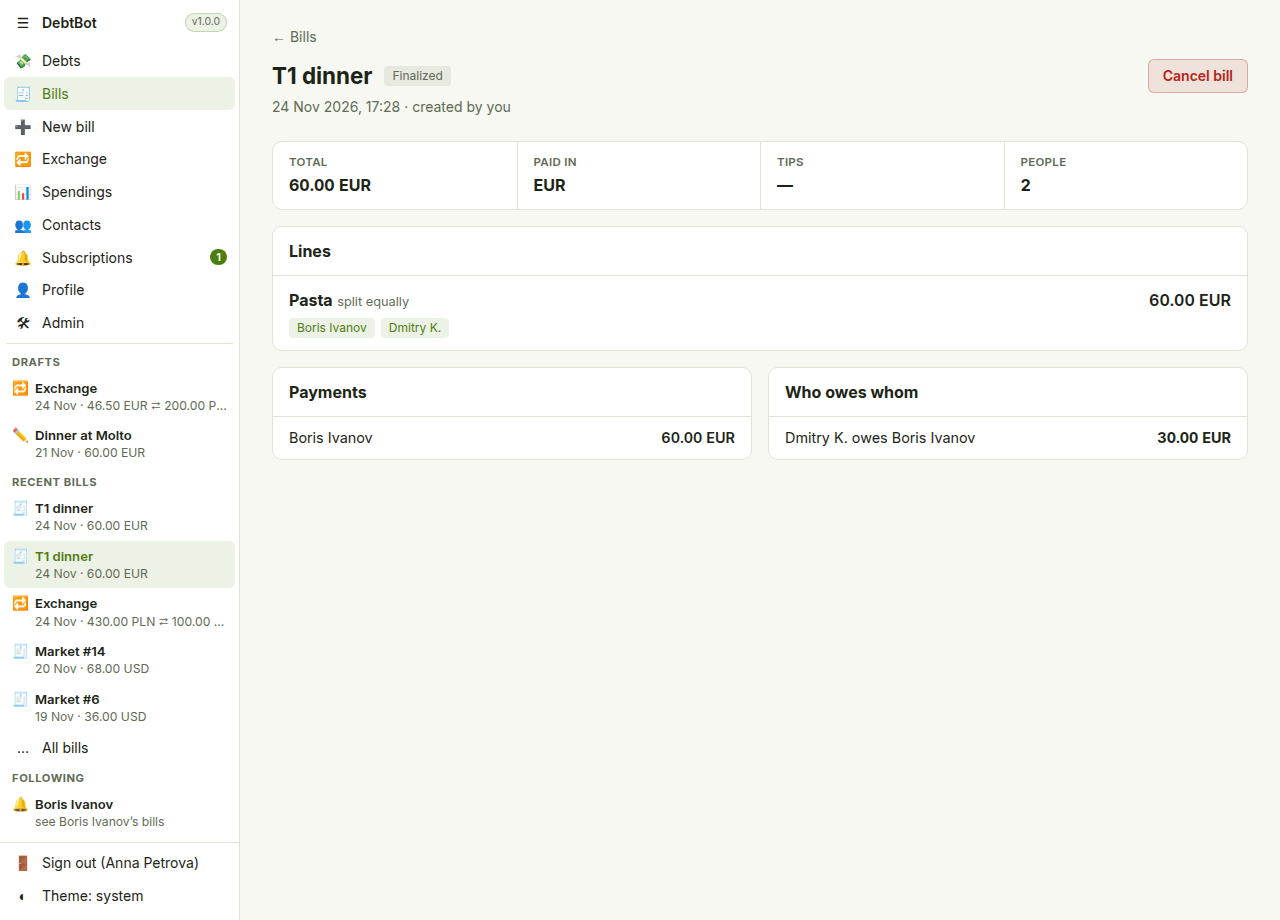 ☰ DebtBot v1.0.0
Debts
Bills
New bill
Exchange
Spendings
Contacts
Subscriptions 1
Profile
Admin
DRAFTS
Exchange
24 Nov · 46.50 EUR ⇄ 200.00 P…
Dinner at Molto
21 Nov · 60.00 EUR
RECENT BILLS
T1 dinner
24 Nov · 60.00 EUR
T1 dinner
24 Nov · 60.00 EUR
Exchange
24 Nov · 430.00 PLN ⇄ 100.00 …
Market #14
20 Nov · 68.00 USD
Market #6
19 Nov · 36.00 USD
… All bills
FOLLOWING
Boris Ivanov
see Boris Ivanov’s bills
Sign out (Anna Petrova)
Theme: system
← Bills
T1 dinner Finalized
Cancel bill
24 Nov 2026, 17:28 · created by you
TOTAL
60.00 EUR
PAID IN
EUR
TIPS
—
PEOPLE
2
Lines
Pasta split equally 60.00 EUR
Boris Ivanov Dmitry K.
Payments
Boris Ivanov 60.00 EUR
Who owes whom
Dmitry K. owes Boris Ivanov 30.00 EUR